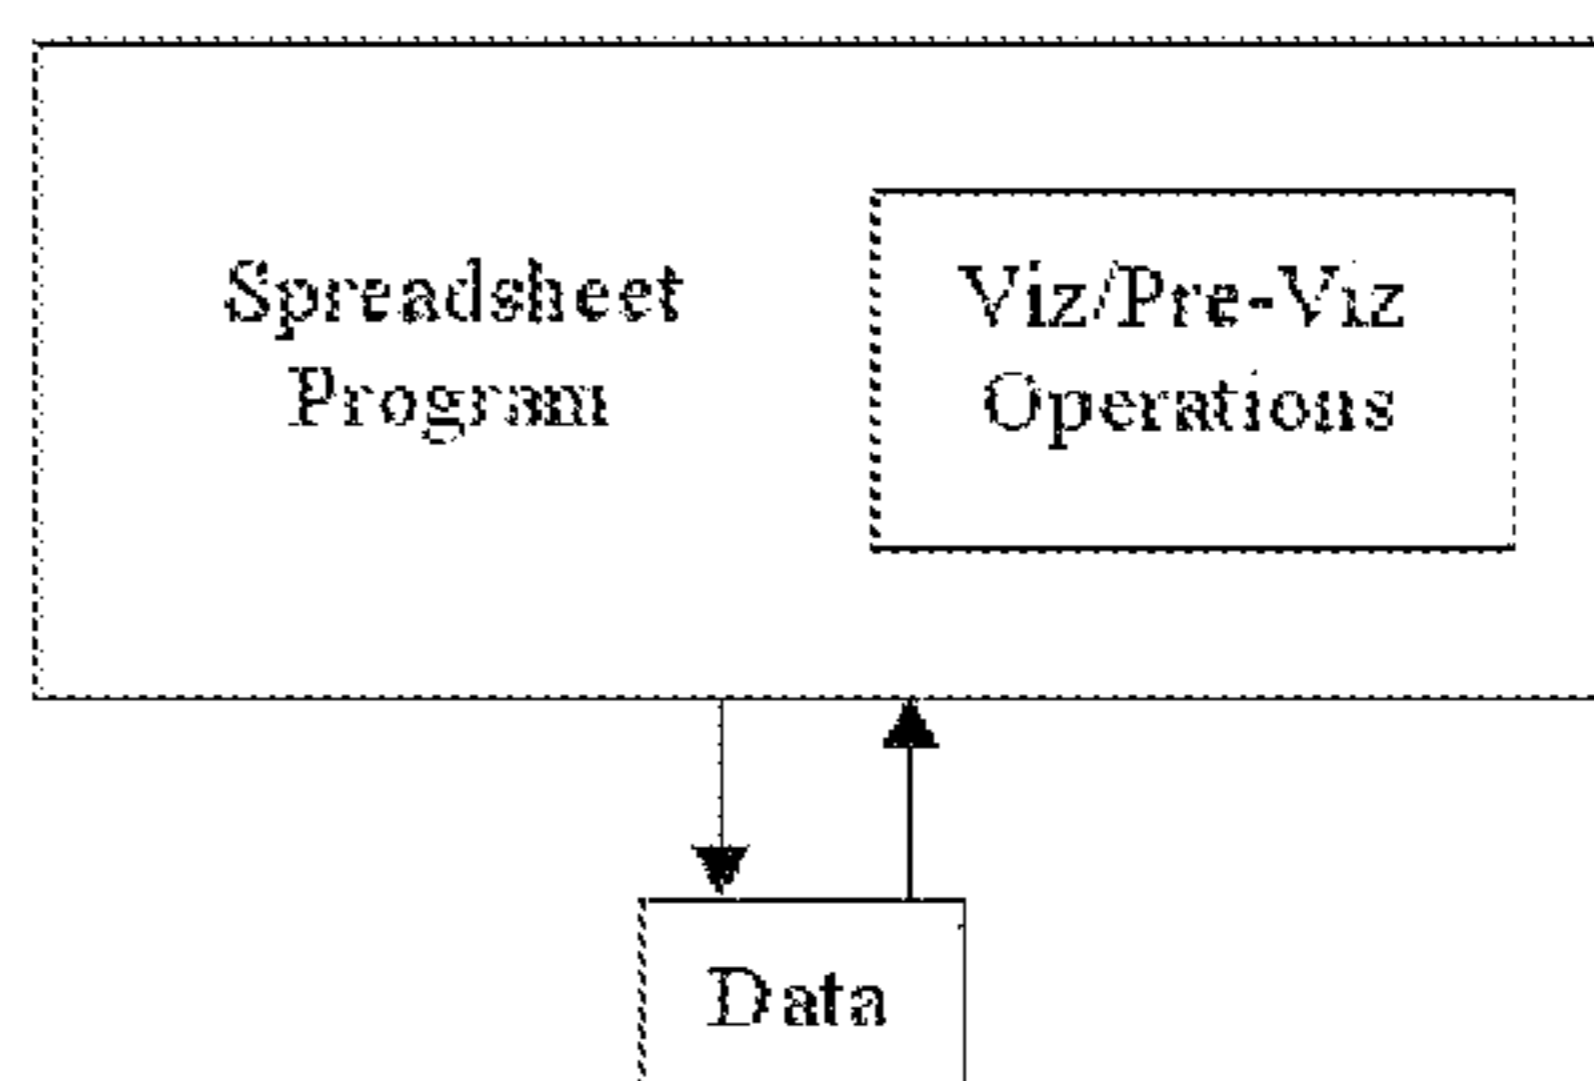 Spreadsheet
Program
Viz/Pre-Viz
Operations
Data